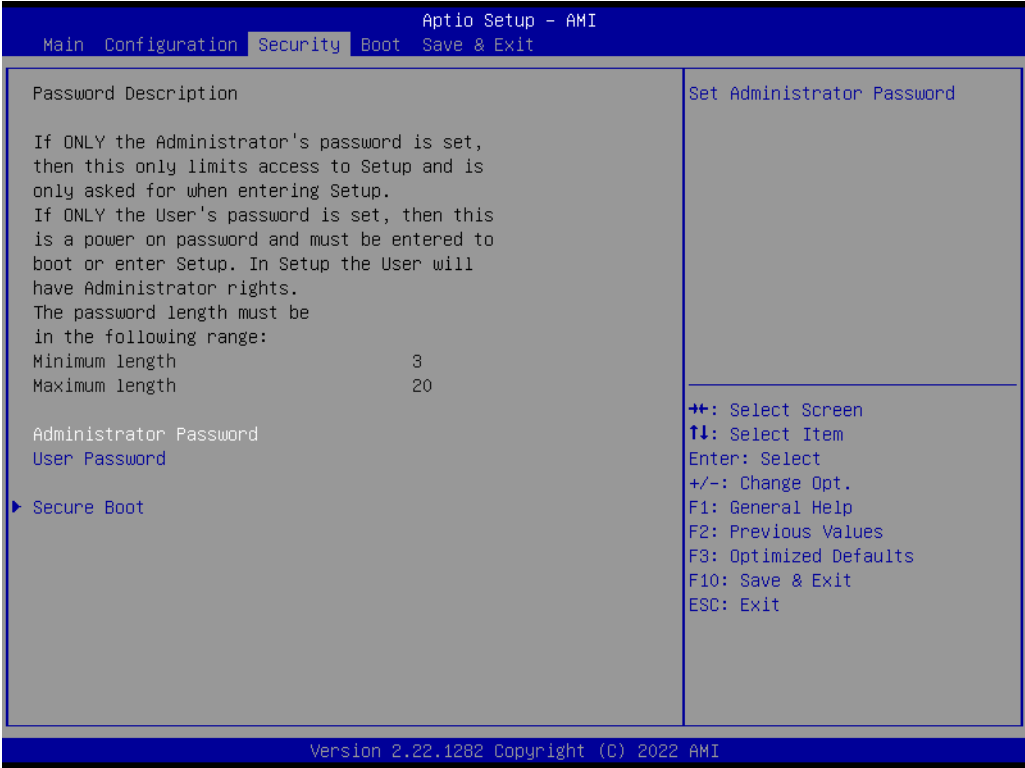 Aptio Setup - AMI
Main Configuration Security Boot Save & Exit
Password Description
If ONLY the Administrator's password is set,
then this only limits access to Setup and is
only asked for when entering Setup.
If ONLY the User's password is set, then this
is a power on password and must be entered to
boot or enter Setup. In Setup the User will
have Administrator rights.
The password length must be
in the following range:
Minimum length 3
Maximum length 20
Administrator Password
User Password
Secure Boot
Set Administrator Password
→←: Select Screen
↑↓: Select Item
Enter: Select
+/-: Change Opt.
F1: General Help
F2: Previous Values
F3: Optimized Defaults
F10: Save & Exit
ESC: Exit
Version 2.22.1282 Copyright (C) 2022 AMI